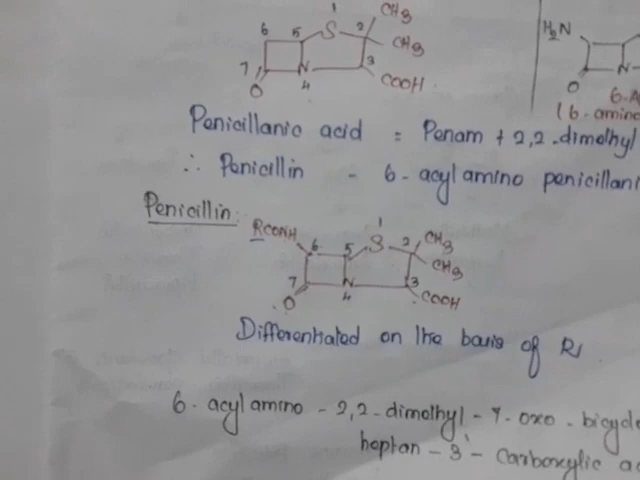 1
CH3
6 5 S 2
CH3
H2N
7 N 3
O 4 COOH
N
O
6-A
(6-amino
Penicillanic acid = Penam + 2,2-dimethyl
∴ Penicillin - 6-acylamino penicillani
Penicillin:
1
RCONH 6 5 S 2 CH3
CH3
7 N 3
O 4 COOH
Differentiated on the basis of R
6-acylamino-2,2-dimethyl-7-oxo-bicyclo
heptan-3-carboxylic ac